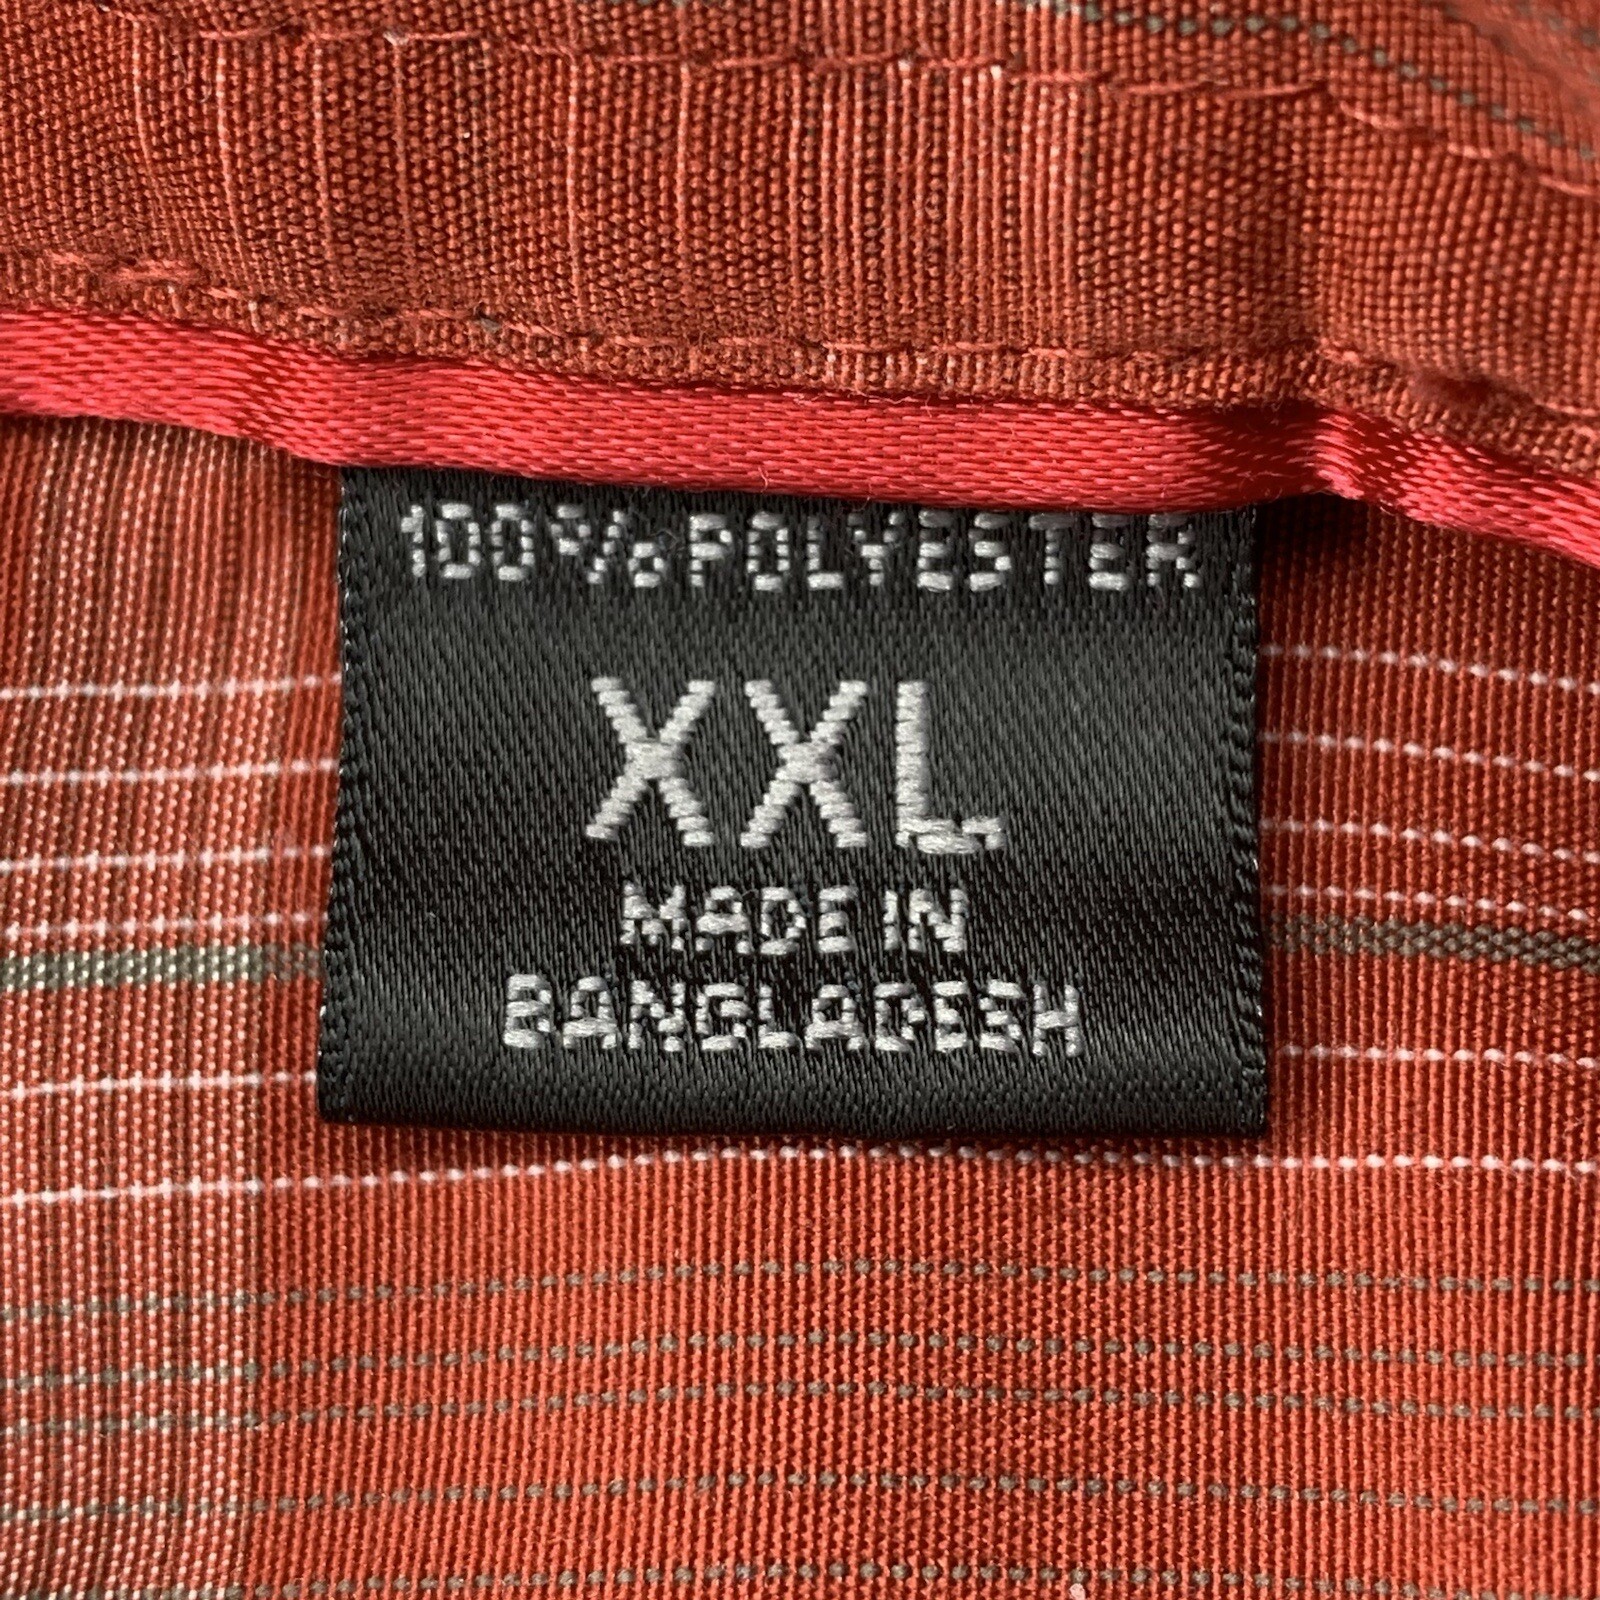 100% POLYESTER
XXL
MADE IN
BANGLADESH